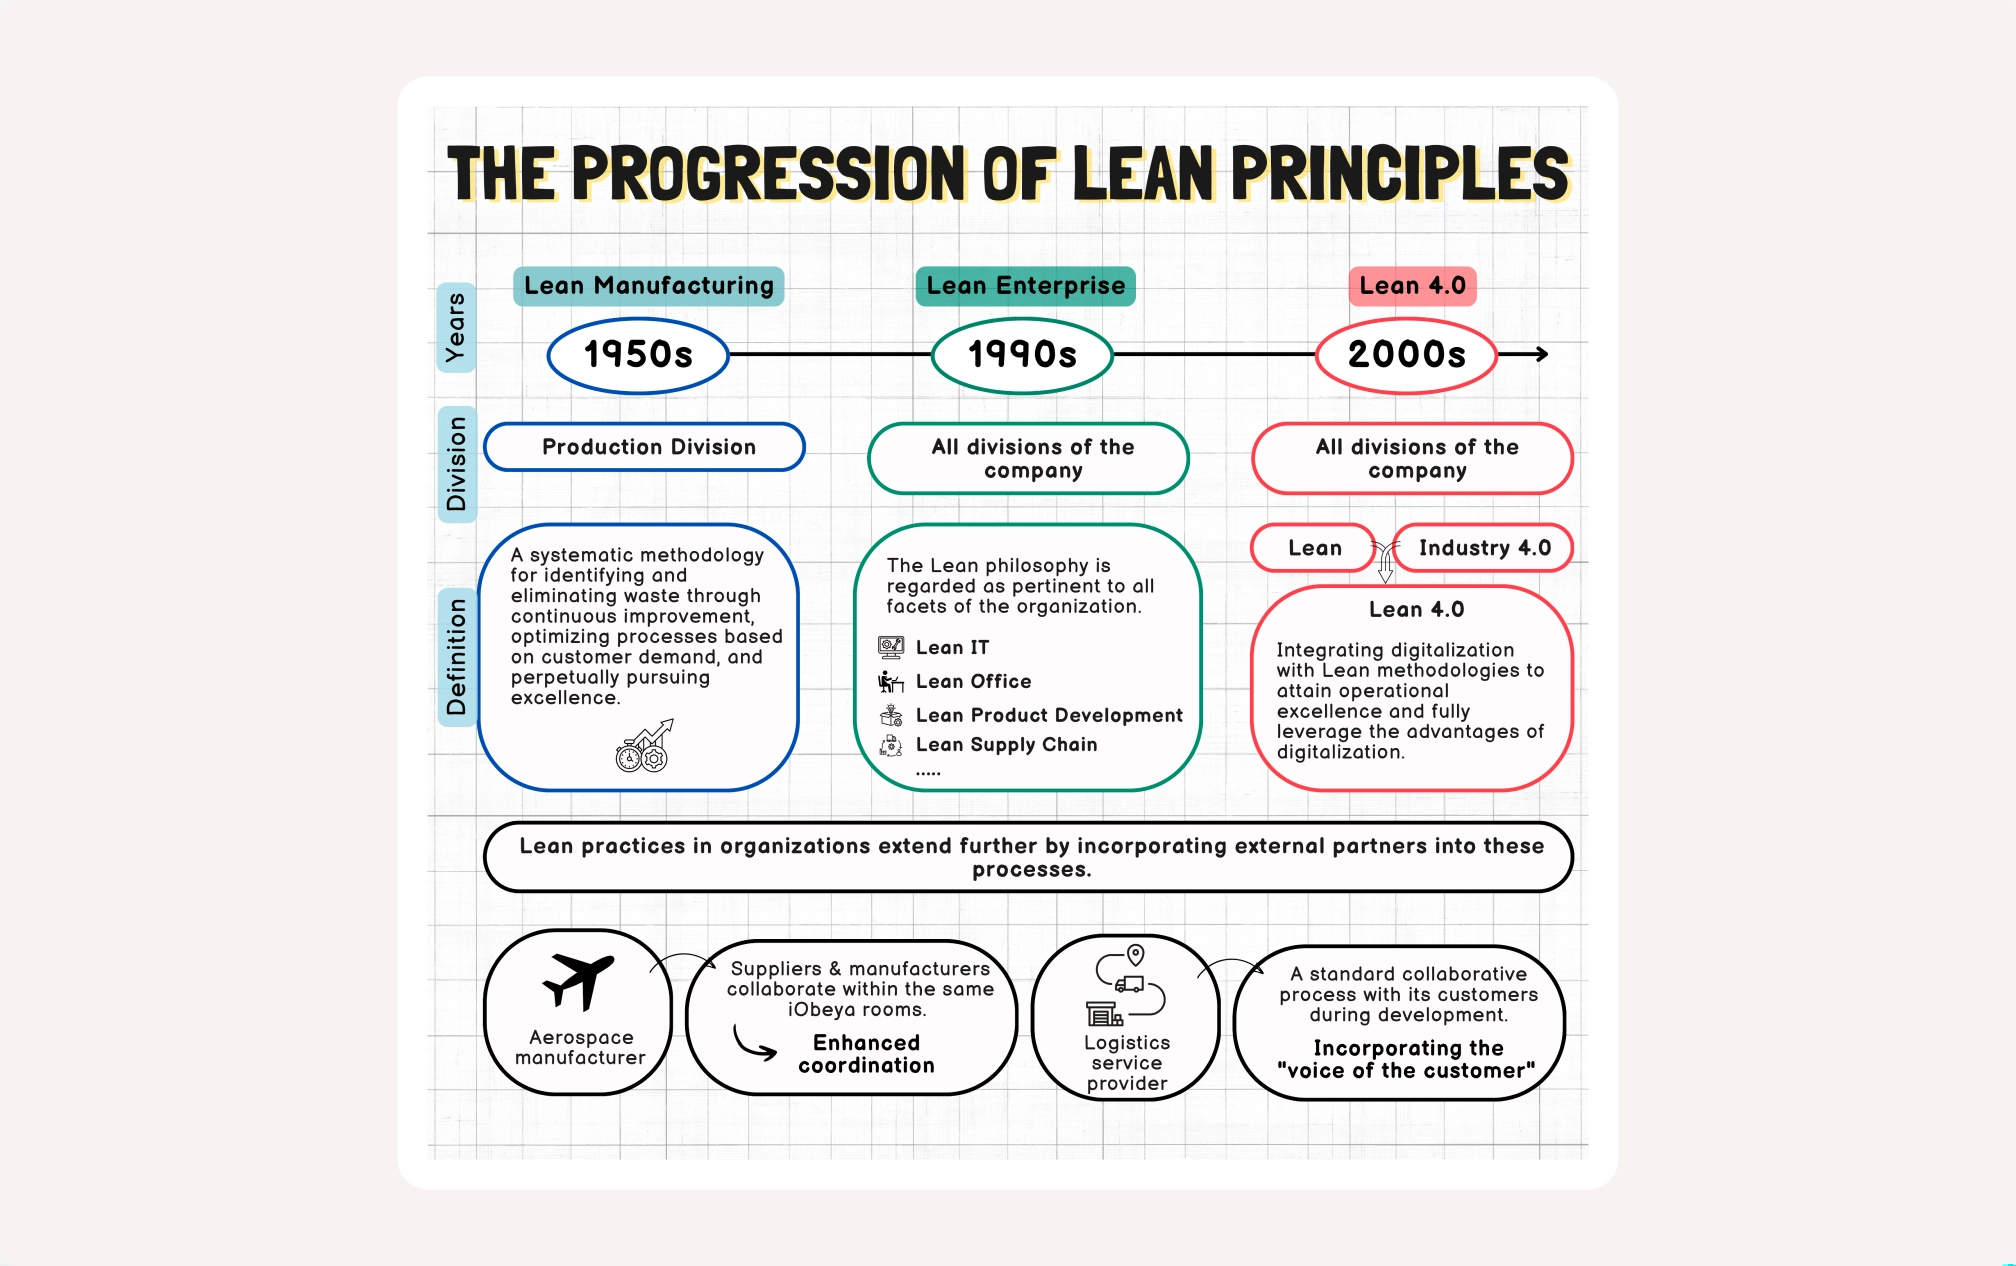 THE PROGRESSION OF LEAN PRINCIPLES
Years
Lean Manufacturing
Lean Enterprise
Lean 4.0
1950s
1990s
2000s
Division
Production Division
All divisions of the
company
All divisions of the
company
Definition
A systematic methodology
for identifying and
eliminating waste through
continuous improvement,
optimizing processes based
on customer demand, and
perpetually pursuing
excellence.
The Lean philosophy is
regarded as pertinent to all
facets of the organization.
Lean IT
Lean Office
Lean Product Development
Lean Supply Chain
.....
Lean
Industry 4.0
Lean 4.0
Integrating digitalization
with Lean methodologies to
attain operational
excellence and fully
leverage the advantages of
digitalization.
Lean practices in organizations extend further by incorporating external partners into these
processes.
Aerospace
manufacturer
Suppliers & manufacturers
collaborate within the same
iObeya rooms.
Enhanced
coordination
Logistics
service
provider
A standard collaborative
process with its customers
during development.
Incorporating the
"voice of the customer"